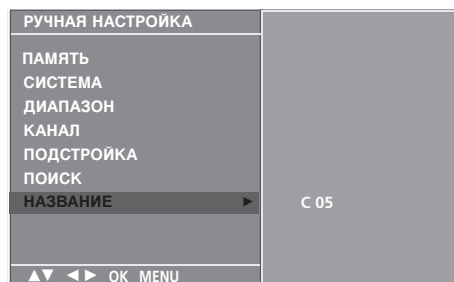 РУЧНАЯ НАСТРОЙКА
ПАМЯТЬ
СИСТЕМА
ДИАПАЗОН
КАНАЛ
ПОДСТРОЙКА
ПОИСК
НАЗВАНИЕ ► C 05
▲▼ ◄► OK MENU